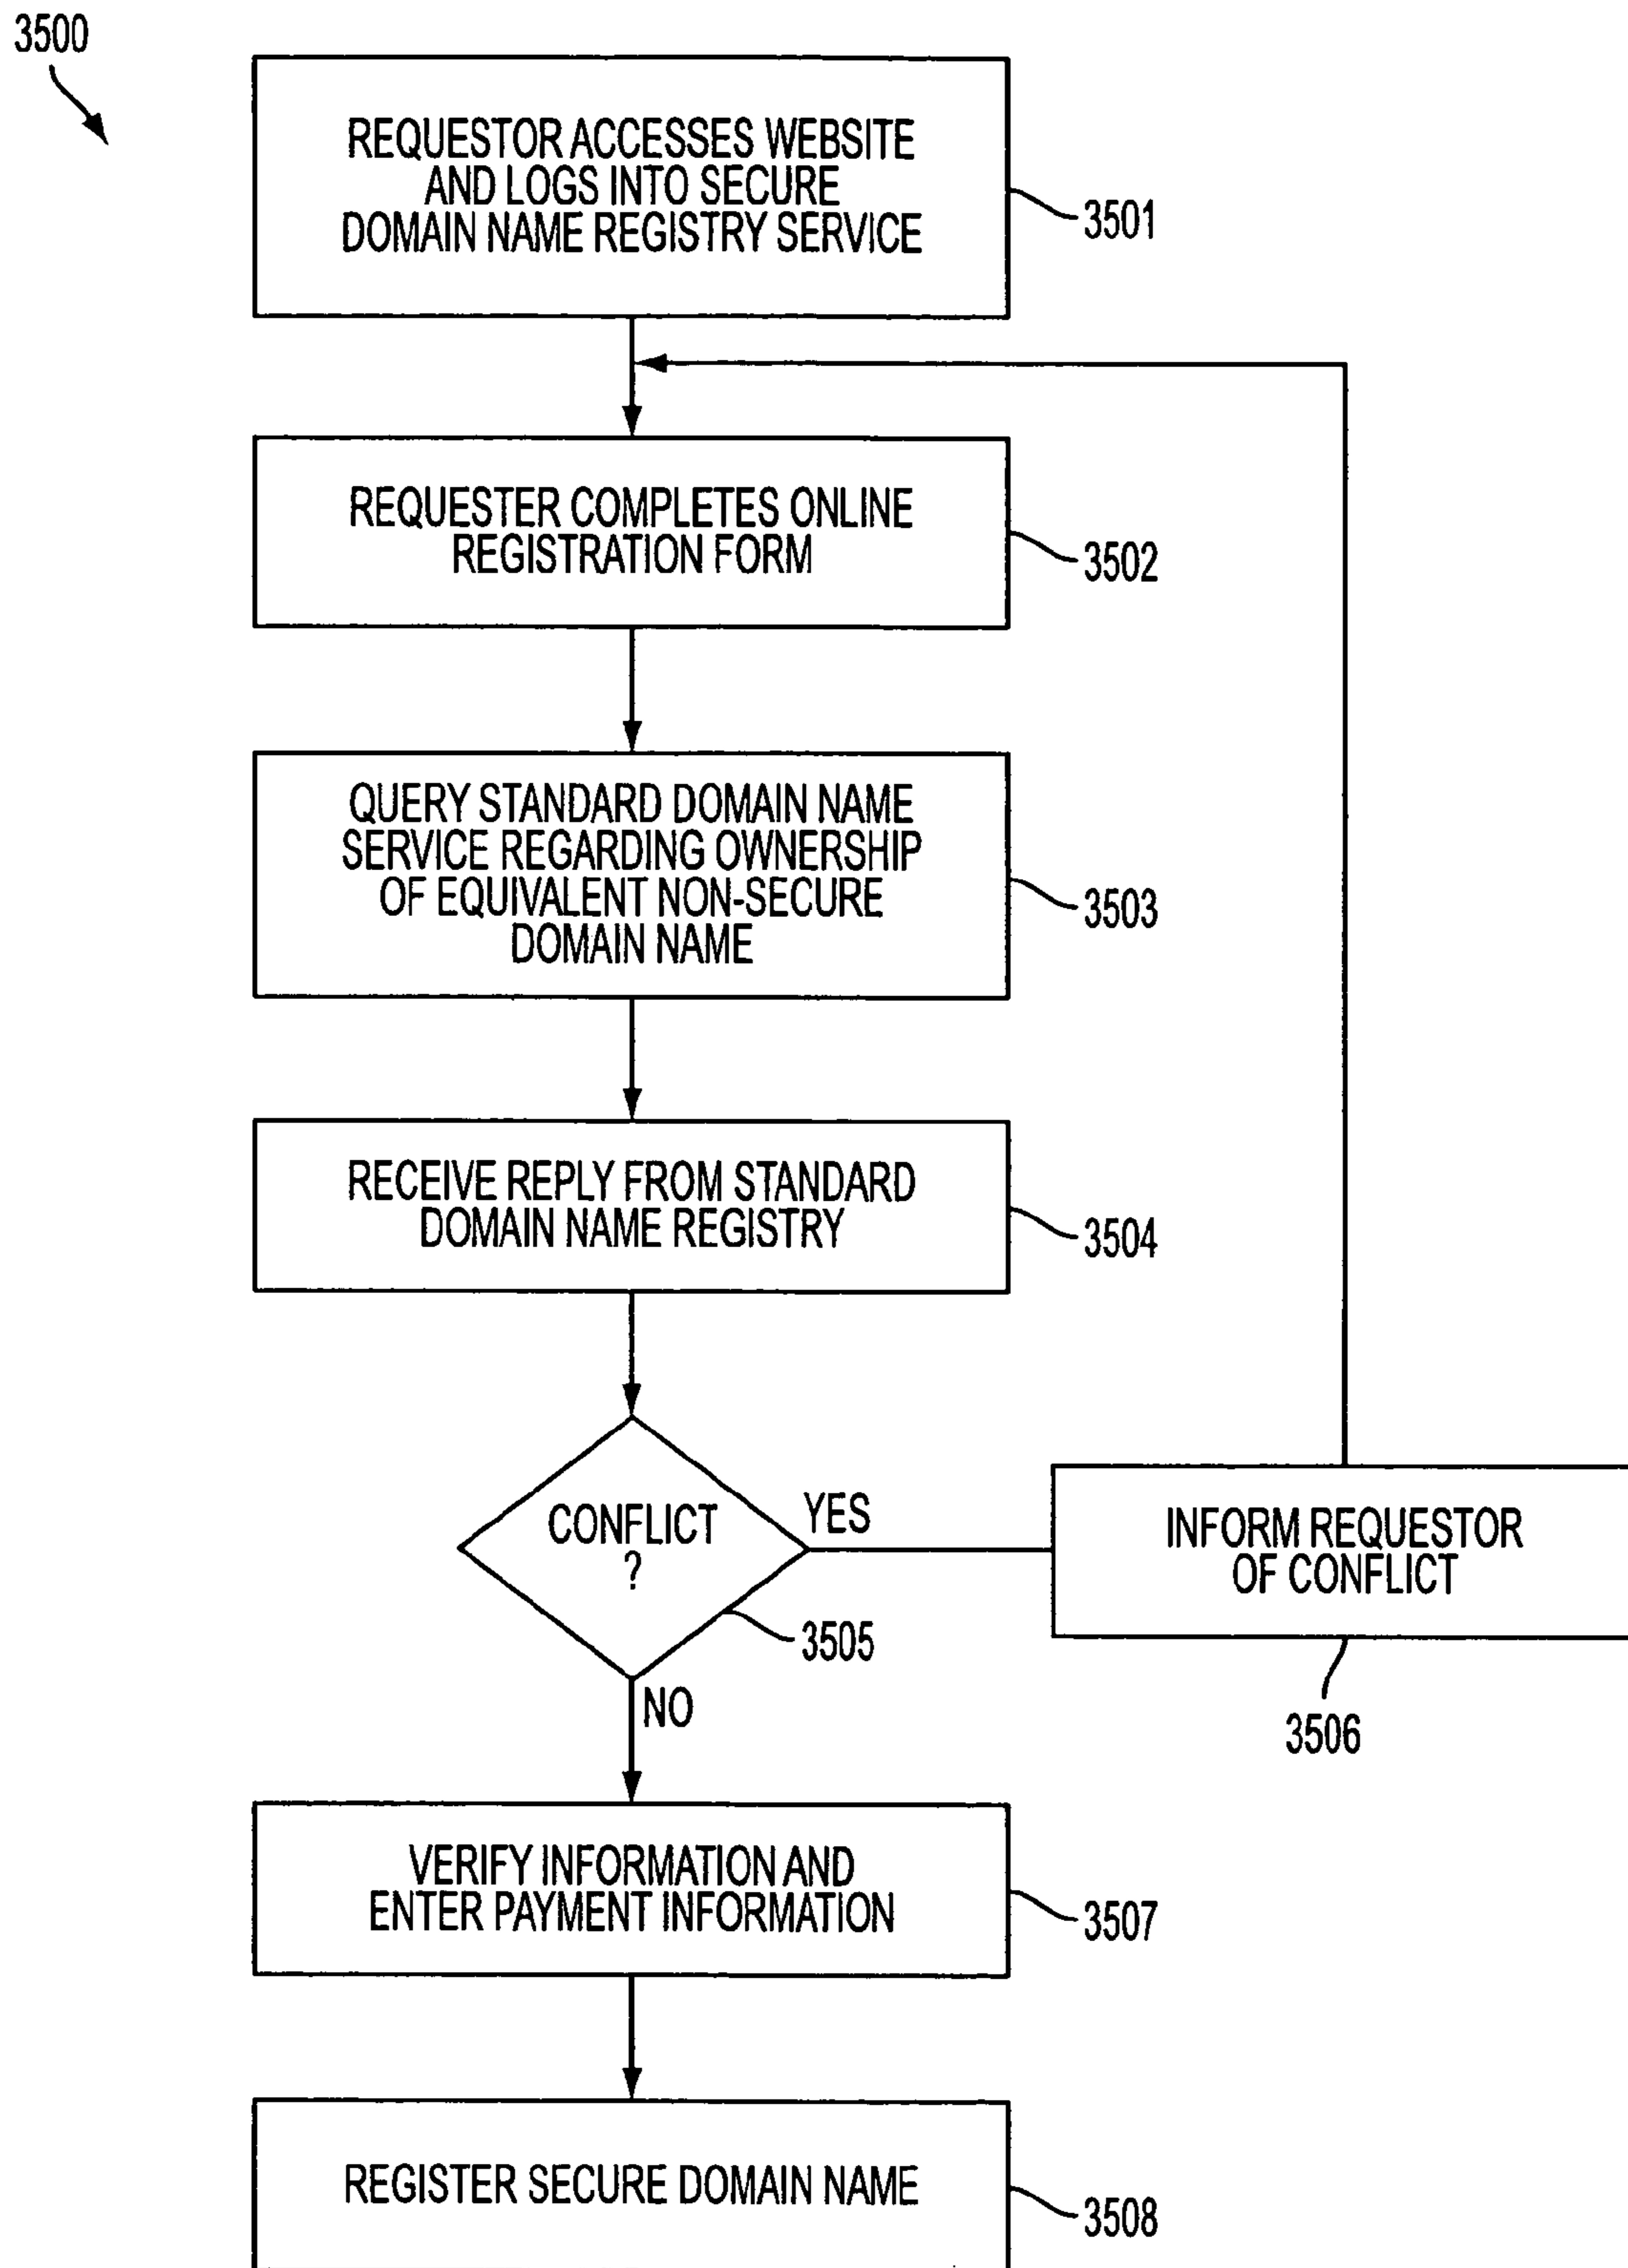 3500
REQUESTOR ACCESSES WEBSITE
AND LOGS INTO SECURE
DOMAIN NAME REGISTRY SERVICE
3501
REQUESTER COMPLETES ONLINE
REGISTRATION FORM
3502
QUERY STANDARD DOMAIN NAME
SERVICE REGARDING OWNERSHIP
OF EQUIVALENT NON-SECURE
DOMAIN NAME
3503
RECEIVE REPLY FROM STANDARD
DOMAIN NAME REGISTRY
3504
CONFLICT
?
YES
3505
INFORM REQUESTOR
OF CONFLICT
3506
NO
VERIFY INFORMATION AND
ENTER PAYMENT INFORMATION
3507
REGISTER SECURE DOMAIN NAME
3508